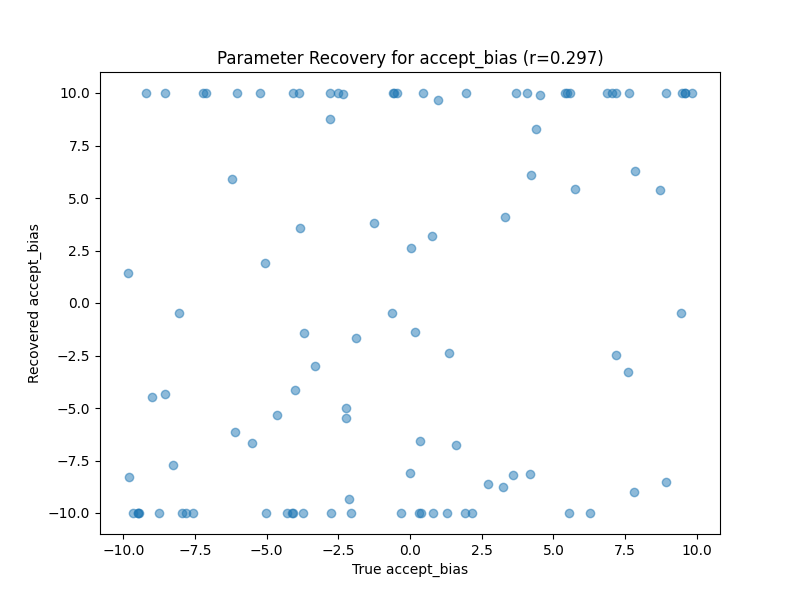 Parameter Recovery for accept_bias (r=0.297)
10.0
7.5
5.0
2.5
0.0
−2.5
−5.0
−7.5
−10.0
Recovered accept_bias
−10.0 −7.5 −5.0 −2.5 0.0 2.5 5.0 7.5 10.0
True accept_bias